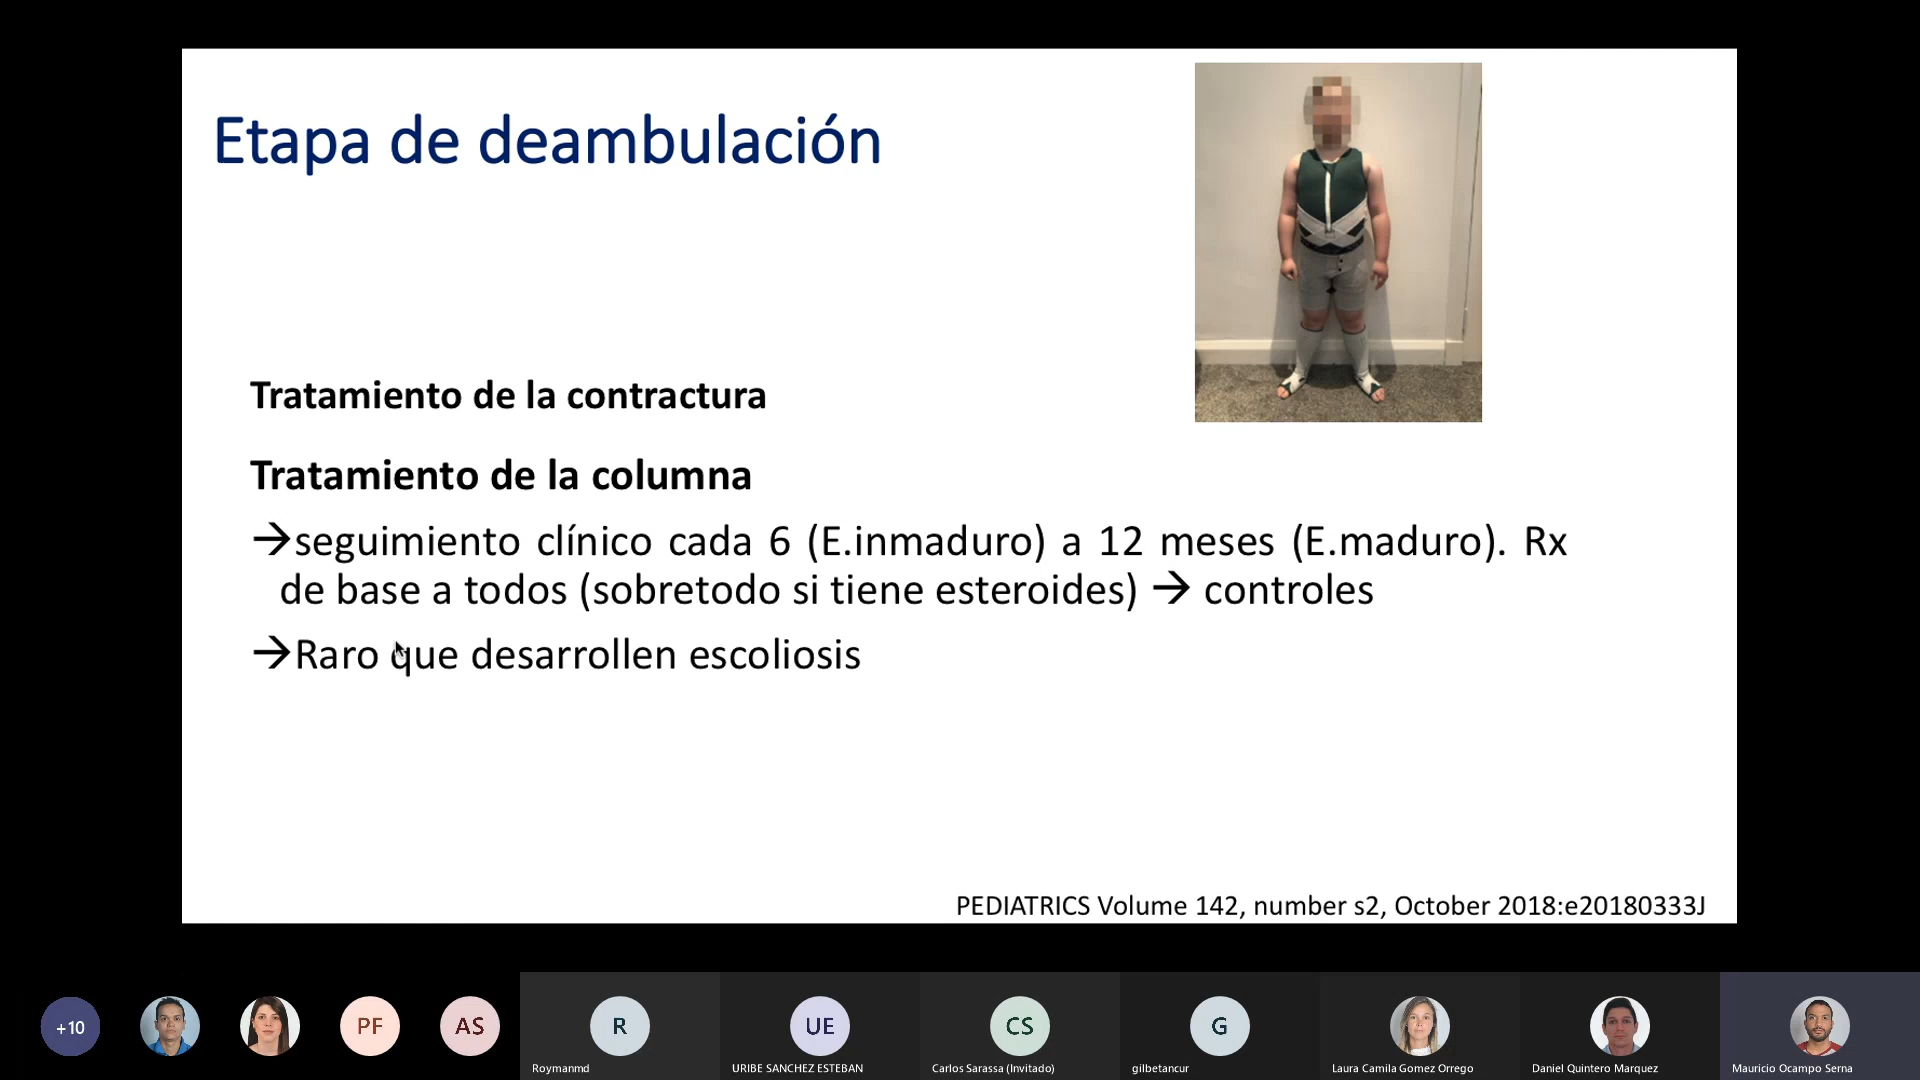 Etapa de deambulación
Tratamiento de la contractura
Tratamiento de la columna
→seguimiento clínico cada 6 (E.inmaduro) a 12 meses (E.maduro). Rx
de base a todos (sobretodo si tiene esteroides) → controles
→Raro que desarrollen escoliosis
PEDIATRICS Volume 142, number s2, October 2018:e20180333J
+10
PF
AS
R
UE
CS
G
Roymanmd
URIBE SANCHEZ ESTEBAN
Carlos Sarassa (Invitado)
gilbetancur
Laura Camila Gomez Orrego
Daniel Quintero Marquez
Mauricio Ocampo Serna